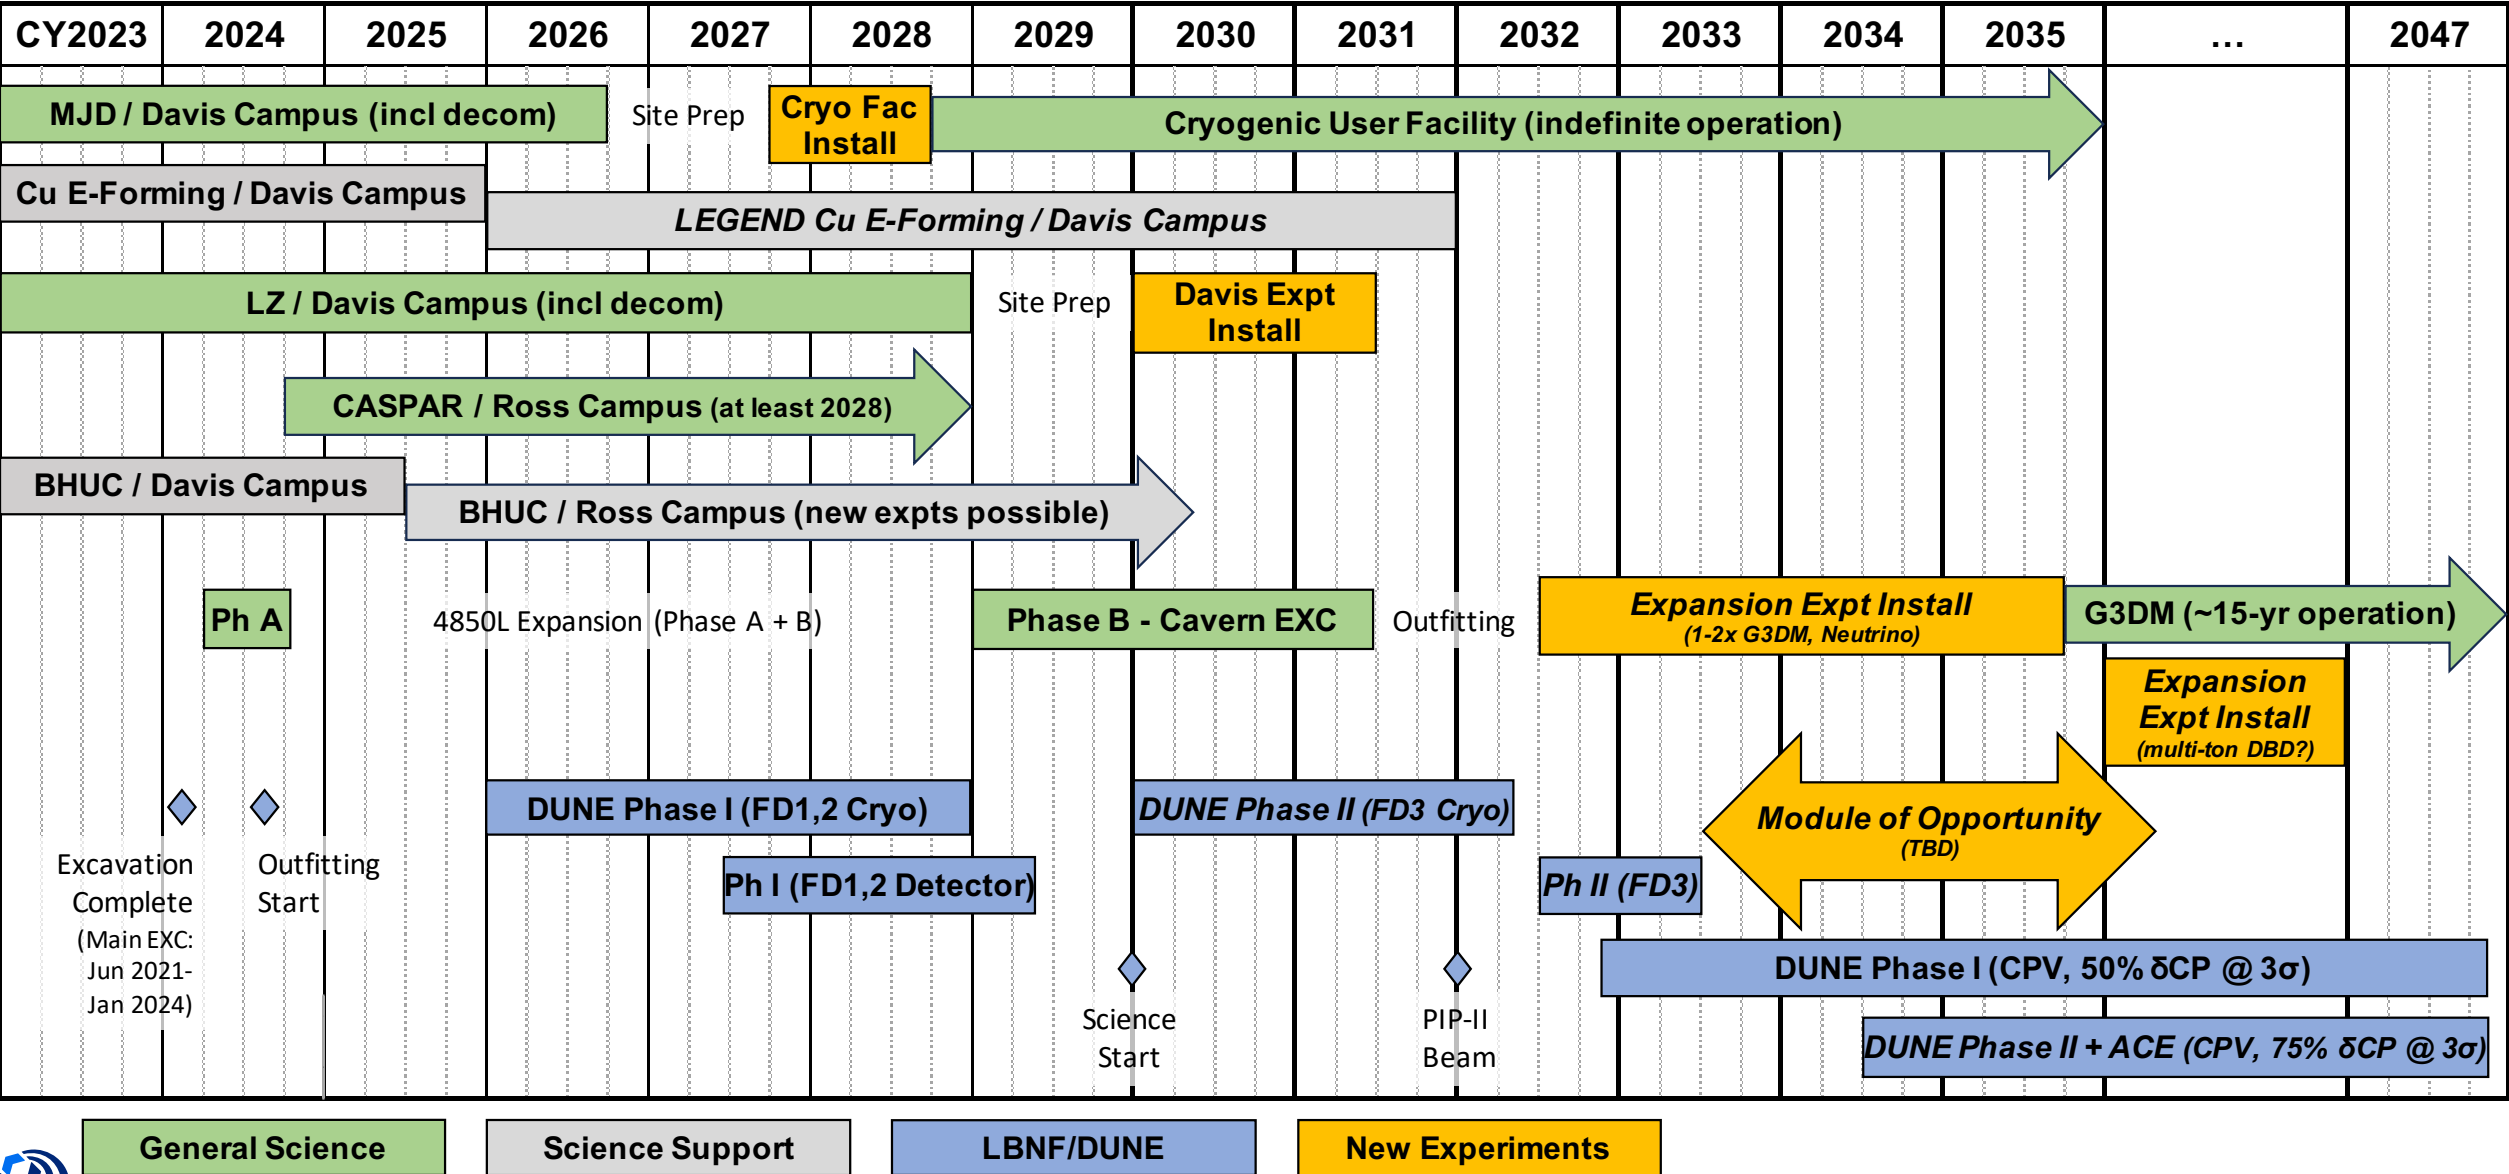 CY2023 2024 2025 2026 2027 2028 2029 2030 2031 2032 2033 2034 2035 ... 2047
MJD / Davis Campus (incl decom)
Site Prep
Cryo Fac
Install
Cryogenic User Facility (indefinite operation)
Cu E-Forming / Davis Campus
LEGEND Cu E-Forming / Davis Campus
LZ / Davis Campus (incl decom)
Site Prep
Davis Expt
Install
CASPAR / Ross Campus (at least 2028)
BHUC / Davis Campus
BHUC / Ross Campus (new expts possible)
Ph A
4850L Expansion (Phase A + B)
Phase B - Cavern EXC
Outfitting
Expansion Expt Install
(1-2x G3DM, Neutrino)
G3DM (~15-yr operation)
Expansion
Expt Install
(multi-ton DBD?)
DUNE Phase I (FD1,2 Cryo)
DUNE Phase II (FD3 Cryo)
Module of Opportunity
(TBD)
Excavation
Complete
(Main EXC:
Jun 2021-
Jan 2024)
Outfitting
Start
Ph I (FD1,2 Detector)
Ph II (FD3)
DUNE Phase I (CPV, 50% δCP @ 3σ)
Science
Start
PIP-II
Beam
DUNE Phase II + ACE (CPV, 75% δCP @ 3σ)
General Science
Science Support
LBNF/DUNE
New Experiments